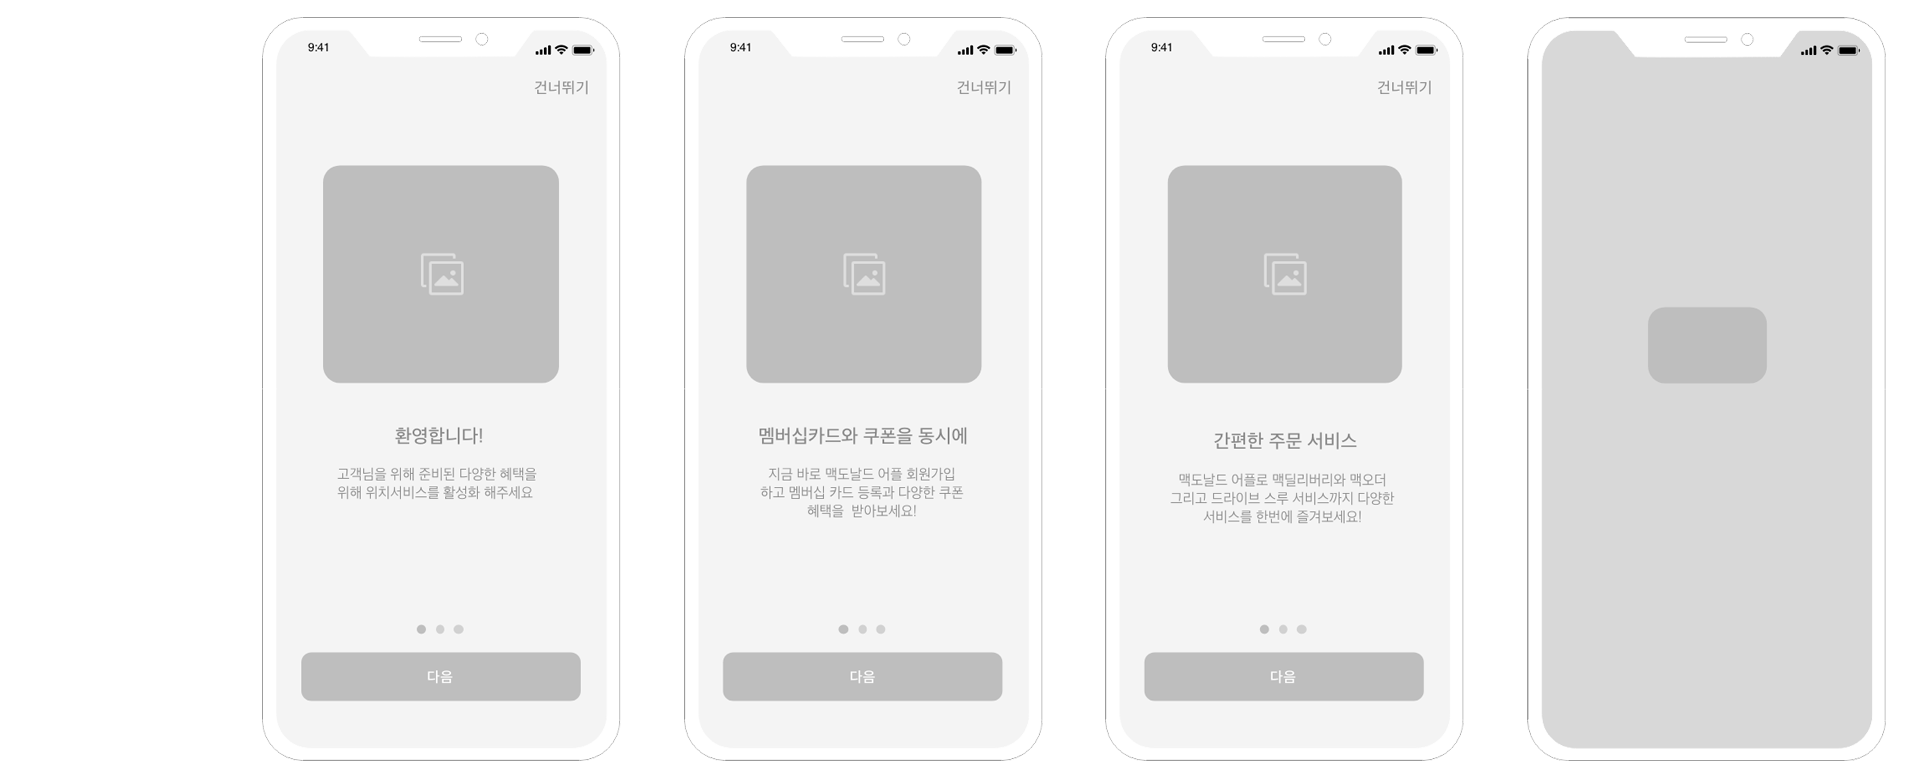 9:41
건너뛰기
환영합니다!
고객님을 위해 준비된 다양한 혜택을
위해 위치서비스를 활성화 해주세요
다음
9:41
건너뛰기
멤버십카드와 쿠폰을 동시에
지금 바로 맥도날드 어플 회원가입
하고 멤버십 카드 등록과 다양한 쿠폰
혜택을 받아보세요!
다음
9:41
건너뛰기
간편한 주문 서비스
맥도날드 어플로 맥딜리버리와 맥오더
그리고 드라이브 스루 서비스까지 다양한
서비스를 한번에 즐겨보세요!
다음